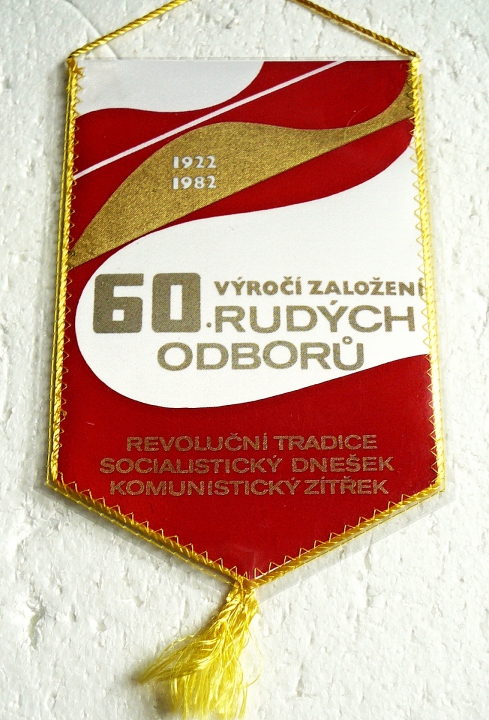 1922
1982
60. VÝROČÍ ZALOŽENÍ
RUDÝCH
ODBORŮ
REVOLUČNÍ TRADICE
SOCIALISTICKÝ DNEŠEK
KOMUNISTICKÝ ZÍTŘEK